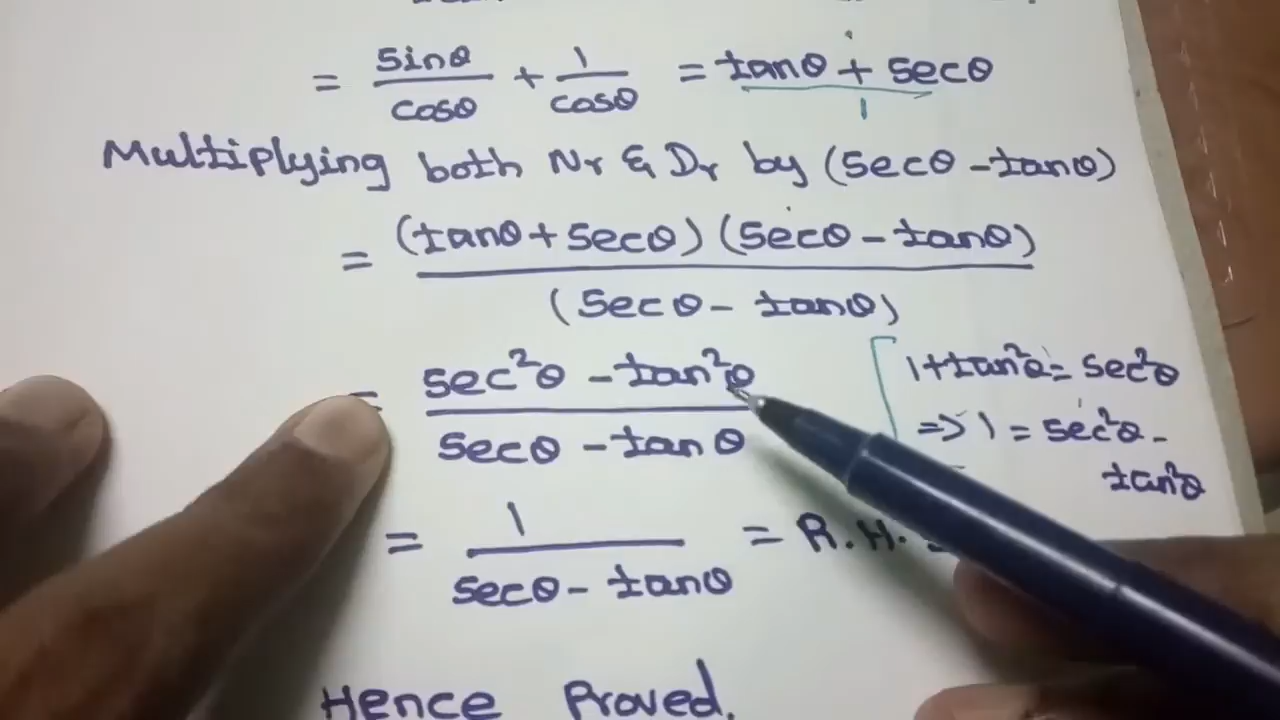 = sinθ/cosθ + 1/cosθ = tanθ + secθ/1
Multiplying both Nr & Dr by (secθ - tanθ)
= (tanθ + secθ) (secθ - tanθ)
(secθ - tanθ)
= sec²θ - tan²θ
secθ - tanθ
1 + tan²θ = sec²θ
=> 1 = sec²θ -
tan²θ
= 1/secθ - tanθ = R.H.
Hence Proved.